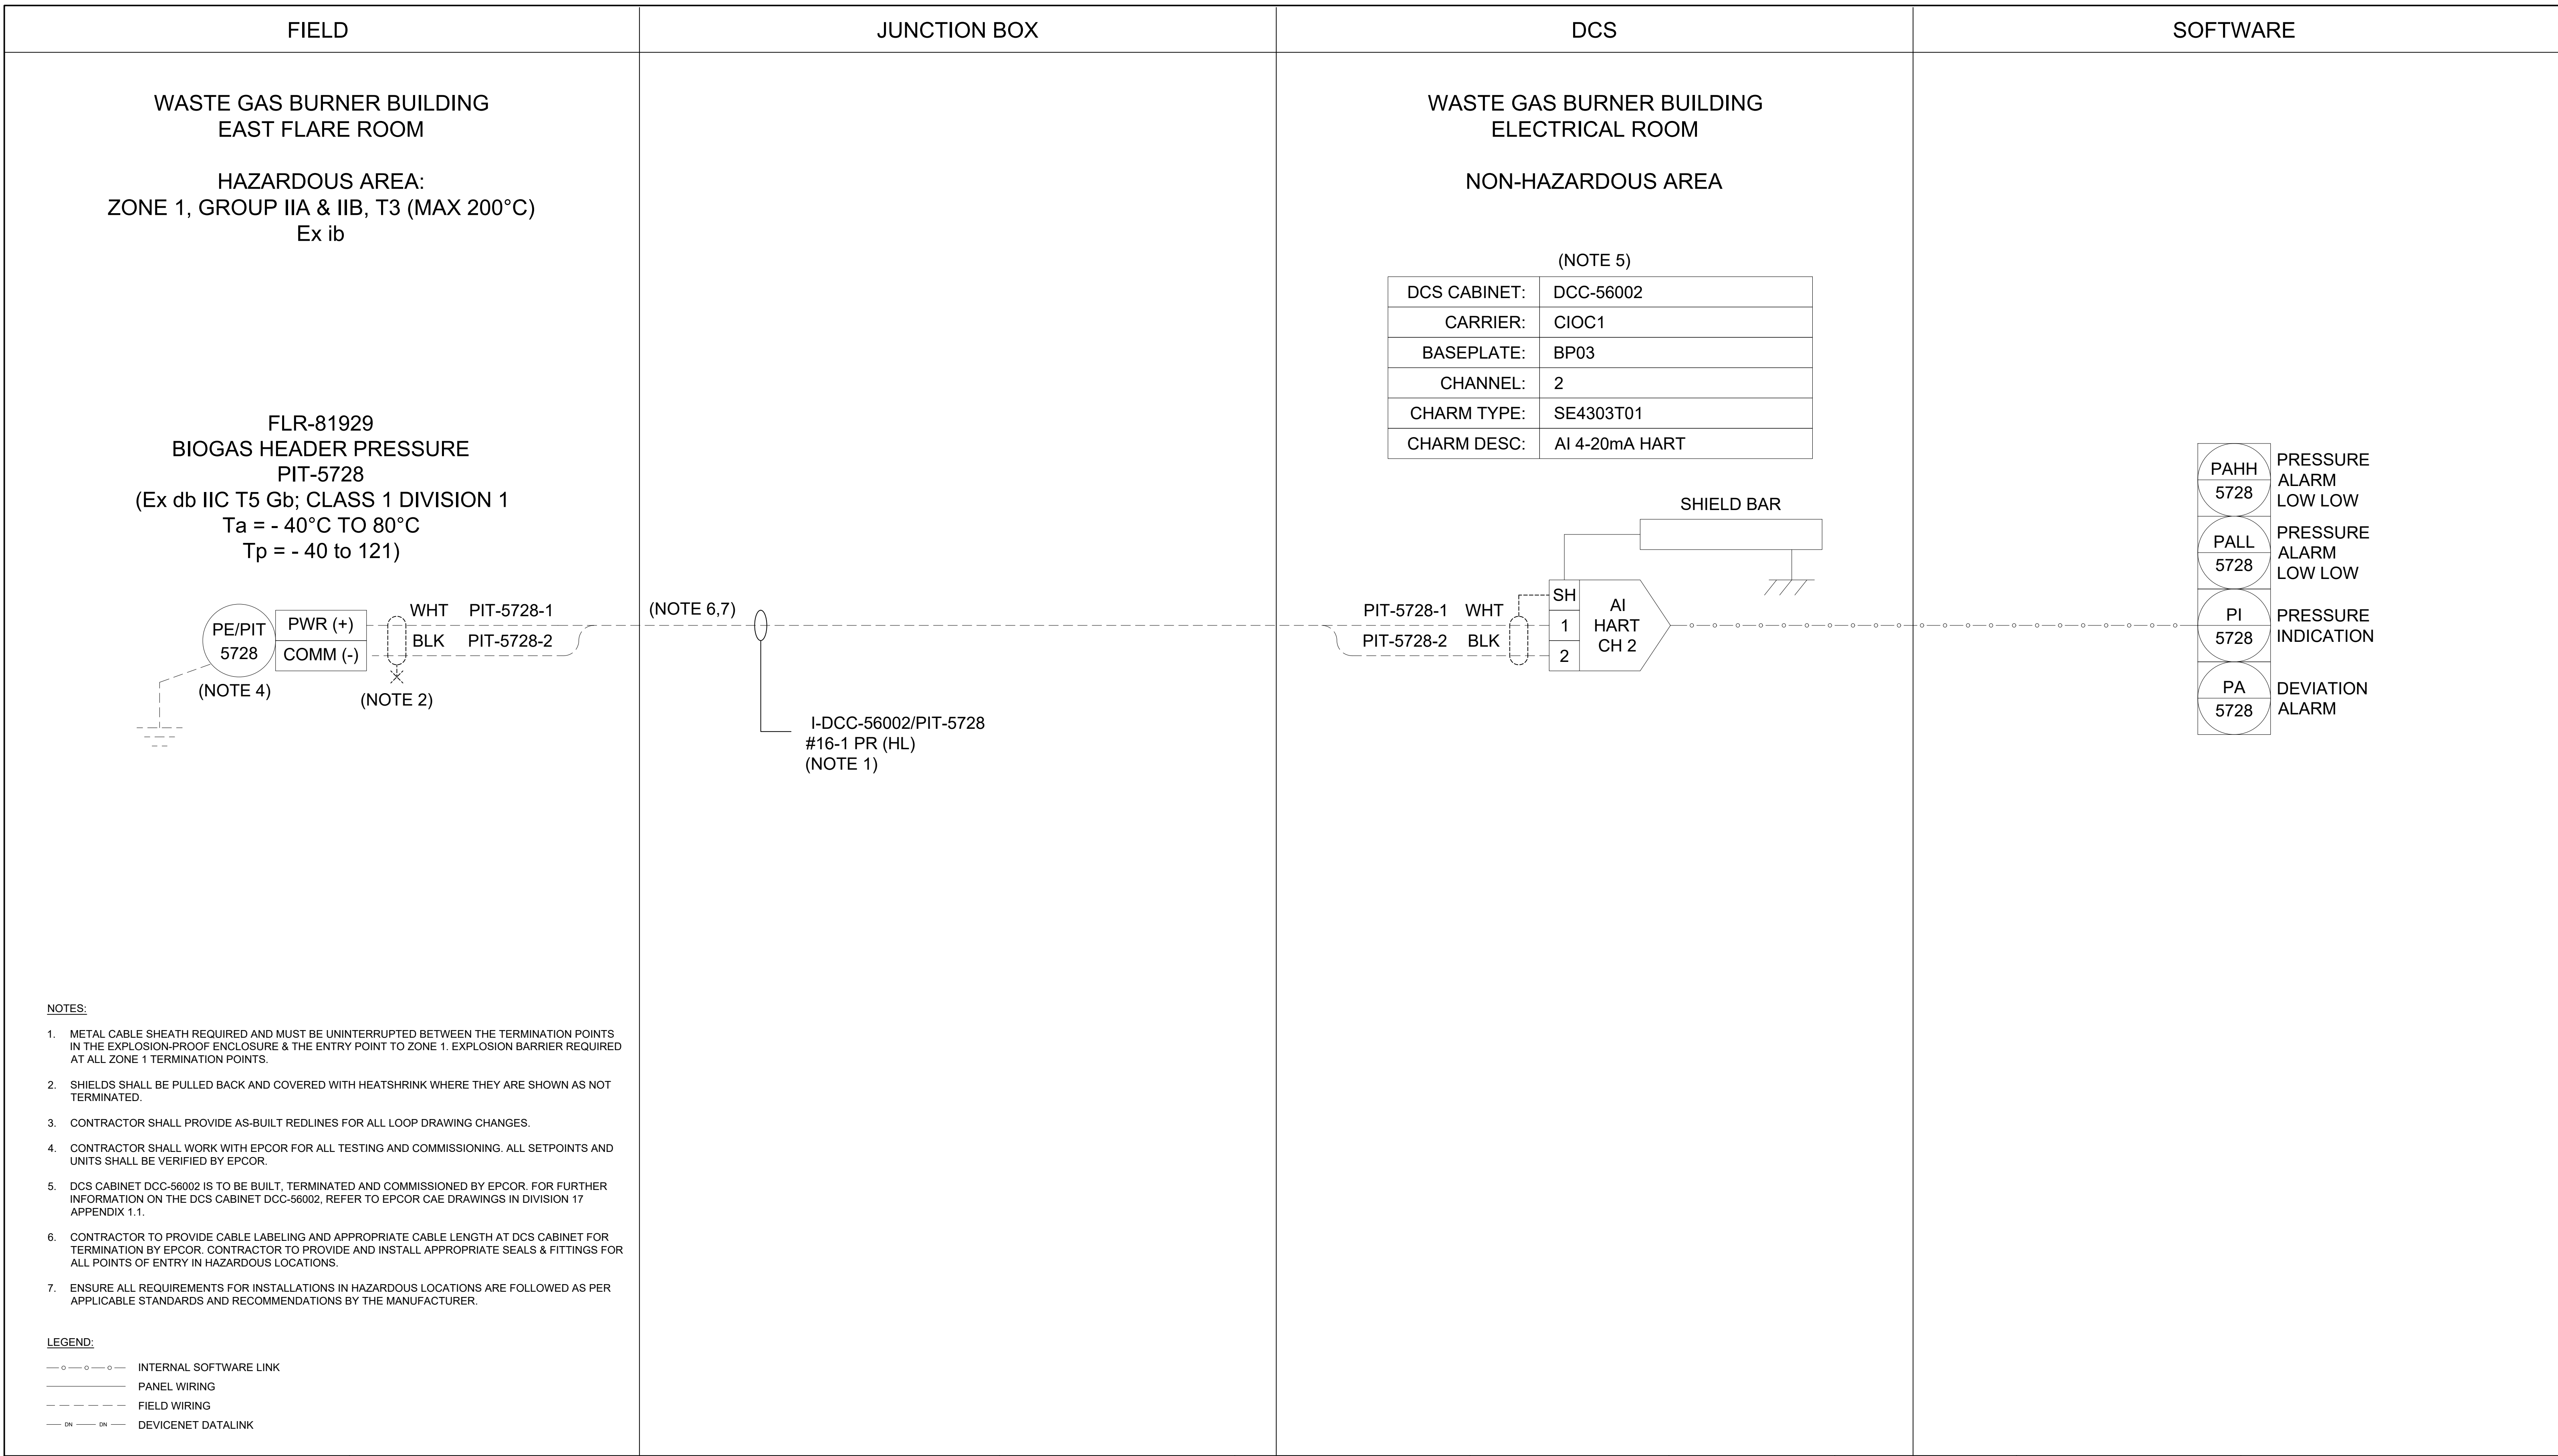 FIELD
JUNCTION BOX
DCS
SOFTWARE
WASTE GAS BURNER BUILDING
EAST FLARE ROOM
HAZARDOUS AREA:
ZONE 1, GROUP IIA & IIB, T3 (MAX 200°C)
Ex ib
FLR-81929
BIOGAS HEADER PRESSURE
PIT-5728
(Ex db IIC T5 Gb; CLASS 1 DIVISION 1
Ta = - 40°C TO 80°C
Tp = - 40 to 121)
PE/PIT
5728
PWR (+)
COMM (-)
WHT PIT-5728-1
BLK PIT-5728-2
(NOTE 4)
(NOTE 2)
(NOTE 6,7)
I-DCC-56002/PIT-5728
#16-1 PR (HL)
(NOTE 1)
WASTE GAS BURNER BUILDING
ELECTRICAL ROOM
NON-HAZARDOUS AREA
(NOTE 5)
DCS CABINET: DCC-56002
CARRIER: CIOC1
BASEPLATE: BP03
CHANNEL: 2
CHARM TYPE: SE4303T01
CHARM DESC: AI 4-20mA HART
SHIELD BAR
PIT-5728-1 WHT
PIT-5728-2 BLK
SH
1
2
AI
HART
CH 2
PAHH
5728
PRESSURE
ALARM
LOW LOW
PALL
5728
PRESSURE
ALARM
LOW LOW
PI
5728
PRESSURE
INDICATION
PA
5728
DEVIATION
ALARM
NOTES:
1. METAL CABLE SHEATH REQUIRED AND MUST BE UNINTERRUPTED BETWEEN THE TERMINATION POINTS
IN THE EXPLOSION-PROOF ENCLOSURE & THE ENTRY POINT TO ZONE 1. EXPLOSION BARRIER REQUIRED
AT ALL ZONE 1 TERMINATION POINTS.
2. SHIELDS SHALL BE PULLED BACK AND COVERED WITH HEATSHRINK WHERE THEY ARE SHOWN AS NOT
TERMINATED.
3. CONTRACTOR SHALL PROVIDE AS-BUILT REDLINES FOR ALL LOOP DRAWING CHANGES.
4. CONTRACTOR SHALL WORK WITH EPCOR FOR ALL TESTING AND COMMISSIONING. ALL SETPOINTS AND
UNITS SHALL BE VERIFIED BY EPCOR.
5. DCS CABINET DCC-56002 IS TO BE BUILT, TERMINATED AND COMMISSIONED BY EPCOR. FOR FURTHER
INFORMATION ON THE DCS CABINET DCC-56002, REFER TO EPCOR CAE DRAWINGS IN DIVISION 17
APPENDIX 1.1.
6. CONTRACTOR TO PROVIDE CABLE LABELING AND APPROPRIATE CABLE LENGTH AT DCS CABINET FOR
TERMINATION BY EPCOR. CONTRACTOR TO PROVIDE AND INSTALL APPROPRIATE SEALS & FITTINGS FOR
ALL POINTS OF ENTRY IN HAZARDOUS LOCATIONS.
7. ENSURE ALL REQUIREMENTS FOR INSTALLATIONS IN HAZARDOUS LOCATIONS ARE FOLLOWED AS PER
APPLICABLE STANDARDS AND RECOMMENDATIONS BY THE MANUFACTURER.
LEGEND:
INTERNAL SOFTWARE LINK
PANEL WIRING
FIELD WIRING
DN DN DEVICENET DATALINK